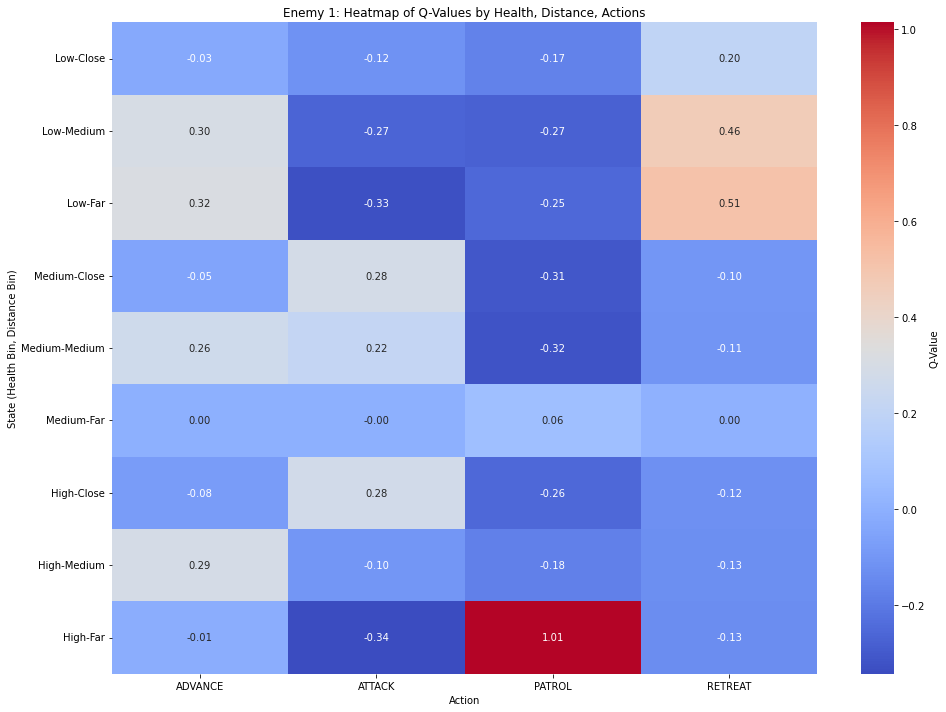 Enemy 1: Heatmap of Q-Values by Health, Distance, Actions
State (Health Bin, Distance Bin)
Low-Close -0.03 -0.12 -0.17 0.20
Low-Medium 0.30 -0.27 -0.27 0.46
Low-Far 0.32 -0.33 -0.25 0.51
Medium-Close -0.05 0.28 -0.31 -0.10
Medium-Medium 0.26 0.22 -0.32 -0.11
Medium-Far 0.00 -0.00 0.06 0.00
High-Close -0.08 0.28 -0.26 -0.12
High-Medium 0.29 -0.10 -0.18 -0.13
High-Far -0.01 -0.34 1.01 -0.13
ADVANCE ATTACK PATROL RETREAT
Action
1.0
0.8
0.6
0.4
0.2
0.0
−0.2
Q-Value